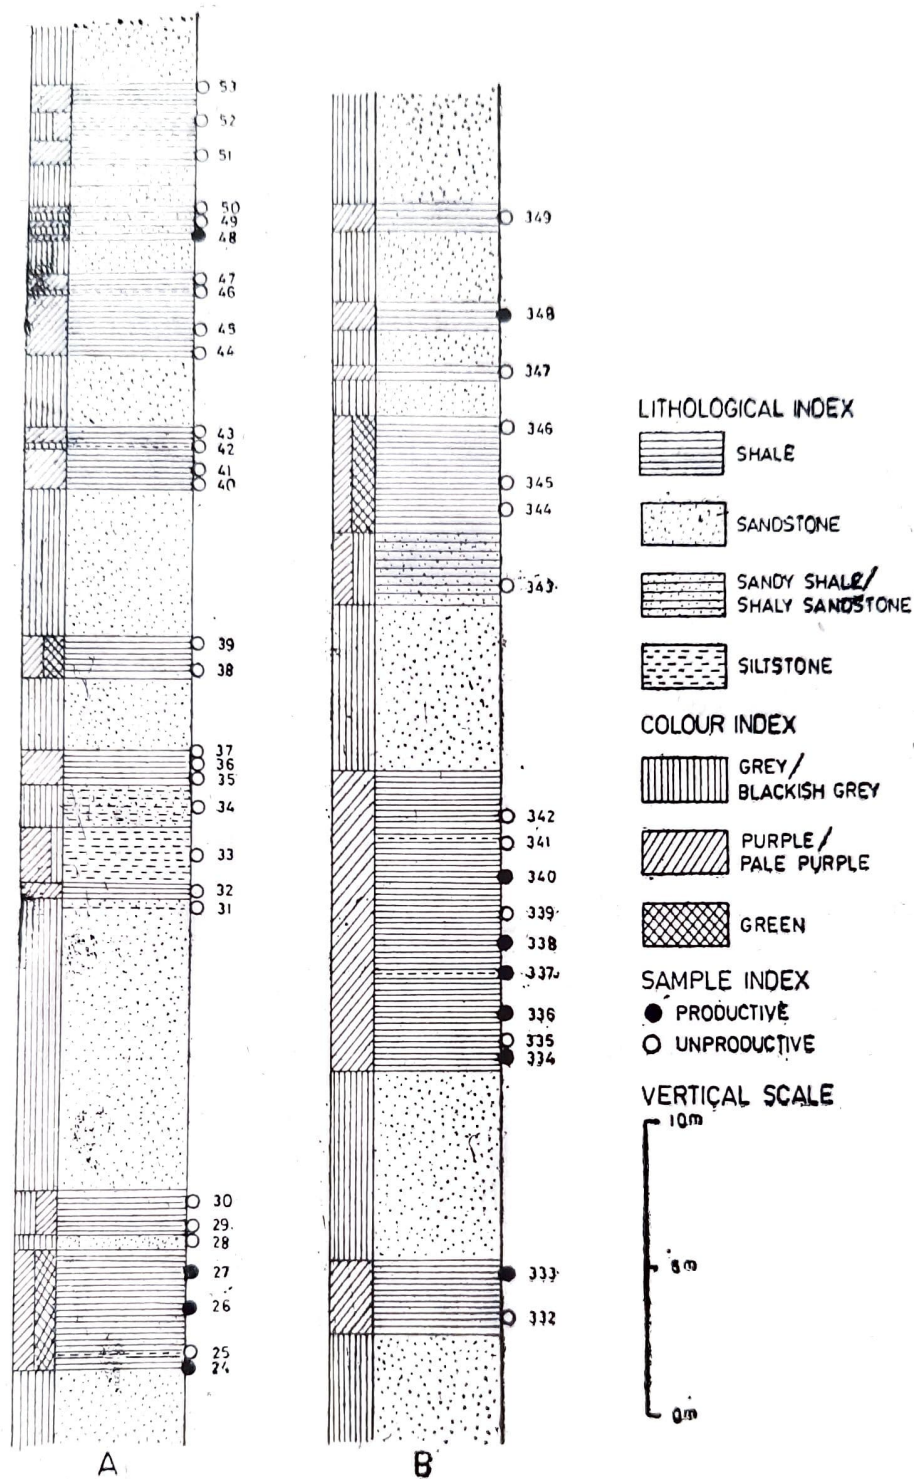 53
52
51
50
49
48
47
46
45
44
43
42
41
40
39
38
37
36
35
34
33
32
31
30
29
28
27
26
25
24
A
349
348
347
346
345
344
343
342
341
340
339
338
337
336
335
334
333
332
B
LITHOLOGICAL INDEX
SHALE
SANDSTONE
SANDY SHALE/
SHALY SANDSTONE
SILTSTONE
COLOUR INDEX
GREY/
BLACKISH GREY
PURPLE/
PALE PURPLE
GREEN
SAMPLE INDEX
PRODUCTIVE
UNPRODUCTIVE
VERTICAL SCALE
10m
5m
0m